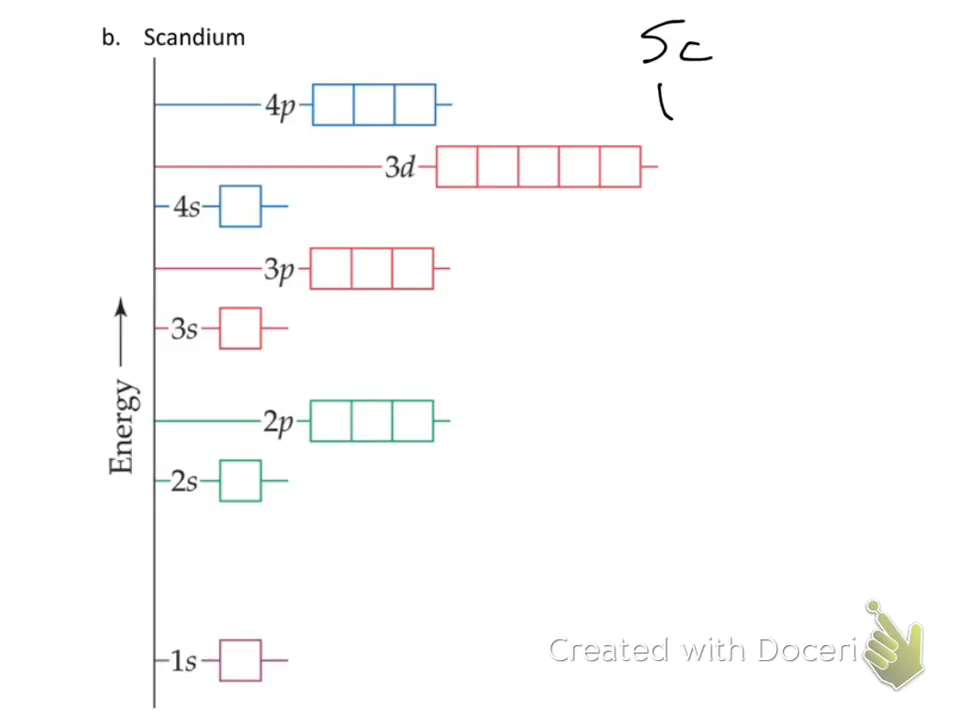 b. Scandium
Sc
4p
3d
4s
3p
3s
Energy
2p
2s
1s
Created with Doceri